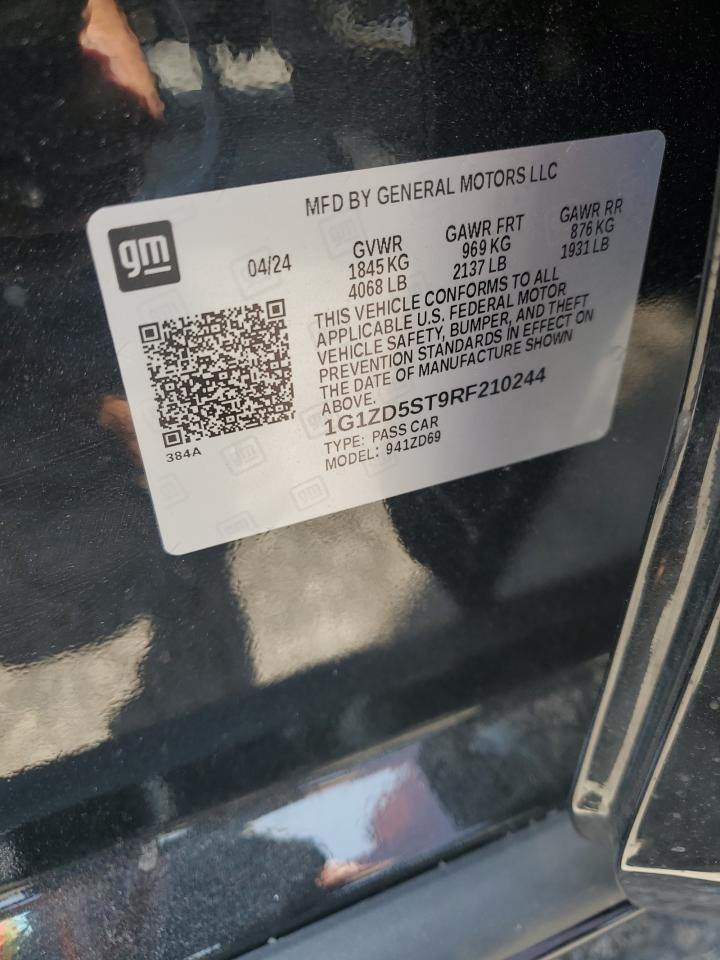 MFD BY GENERAL MOTORS LLC
gm
04/24
GVWR
1845 KG
4068 LB
GAWR FRT
969 KG
2137 LB
GAWR RR
876 KG
1931 LB
THIS VEHICLE CONFORMS TO ALL
APPLICABLE U.S. FEDERAL MOTOR
VEHICLE SAFETY, BUMPER, AND THEFT
PREVENTION STANDARDS IN EFFECT ON
THE DATE OF MANUFACTURE SHOWN
ABOVE.
1G1ZD5ST9RF210244
TYPE: PASS CAR
MODEL: 941ZD69
384A